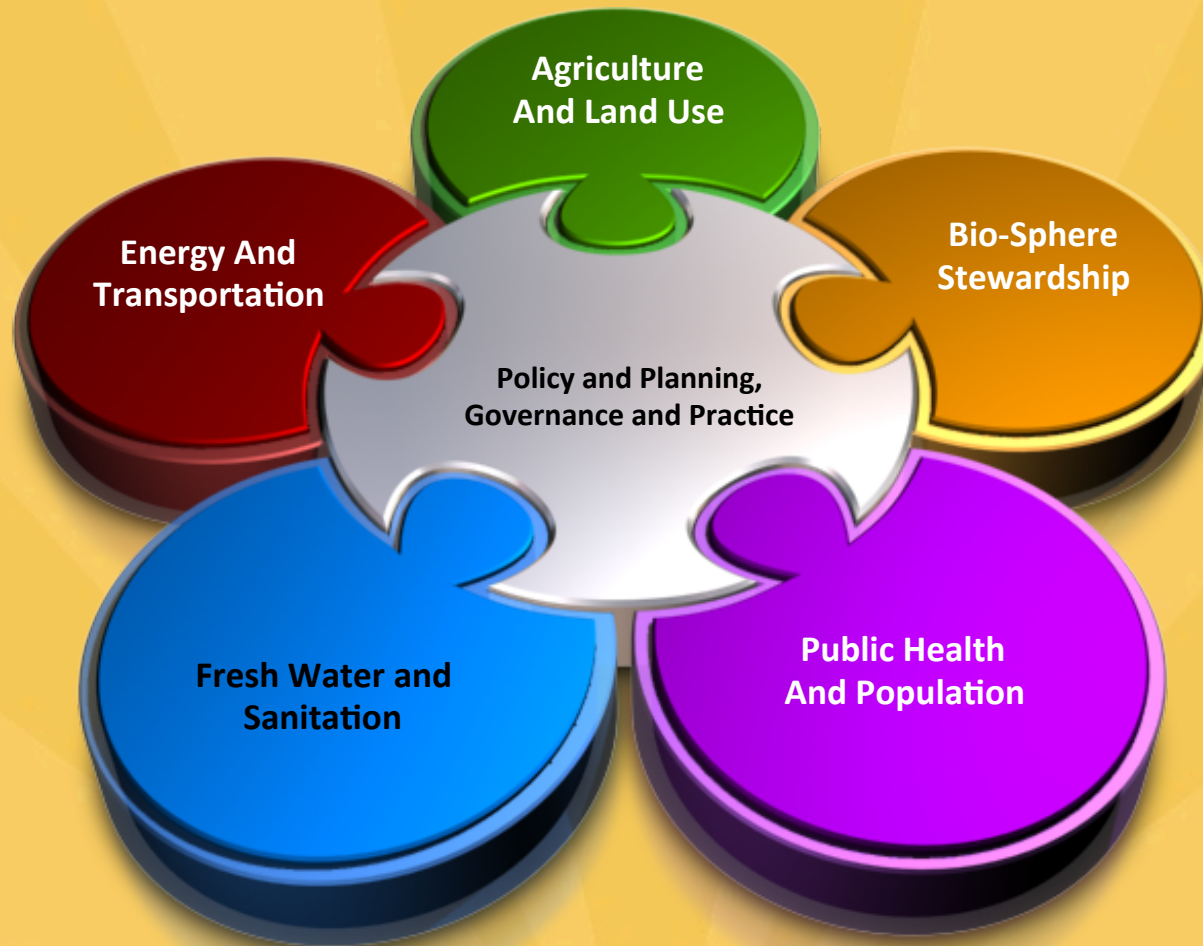 Agriculture
And Land Use
Energy And
Transportation
Bio-Sphere
Stewardship
Policy and Planning,
Governance and Practice
Fresh Water and
Sanitation
Public Health
And Population